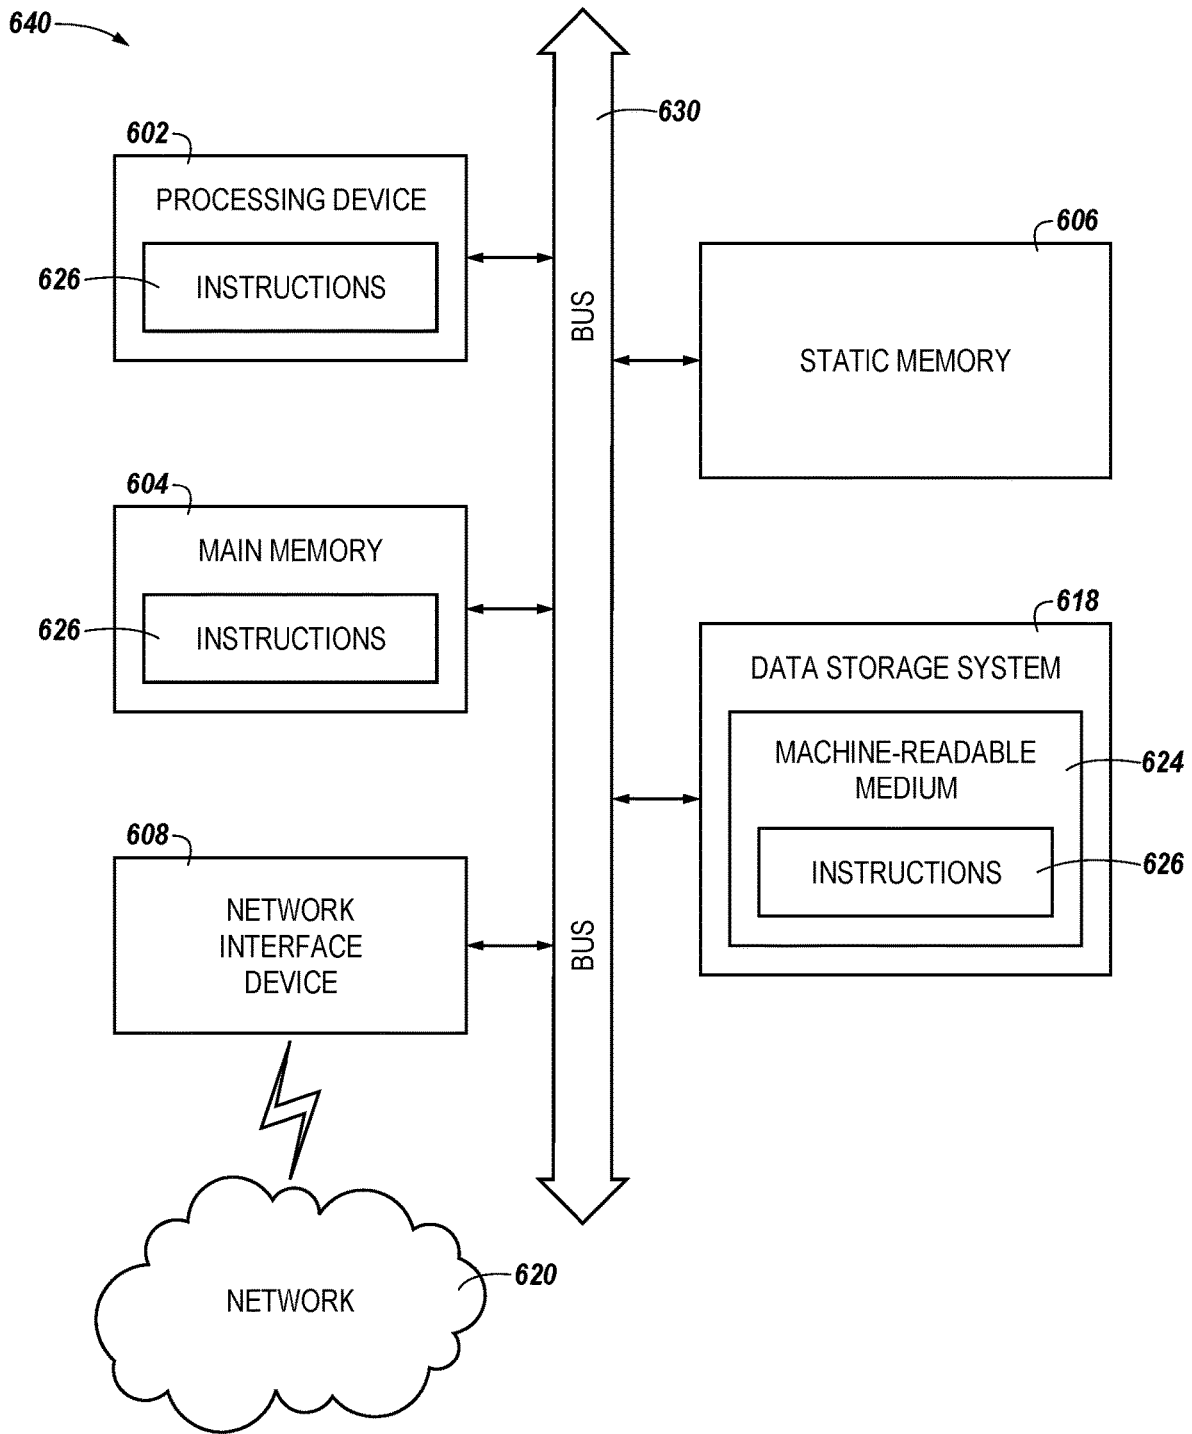 640
630
602
PROCESSING DEVICE
626
INSTRUCTIONS
BUS
606
STATIC MEMORY
604
MAIN MEMORY
626
INSTRUCTIONS
618
DATA STORAGE SYSTEM
MACHINE-READABLE
MEDIUM
624
INSTRUCTIONS
626
608
NETWORK
INTERFACE
DEVICE
BUS
NETWORK
620